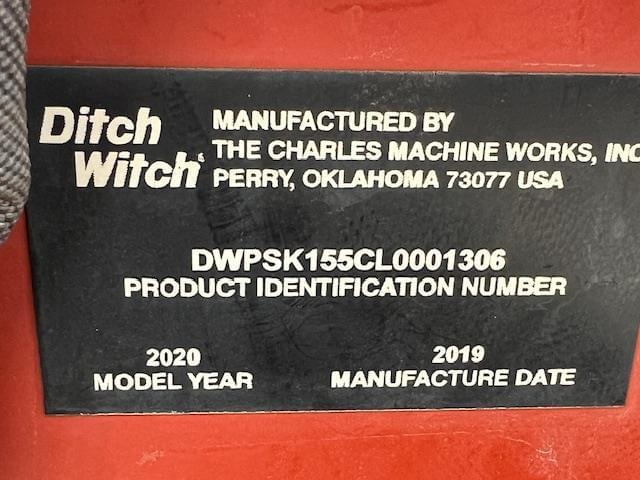 Ditch Witch
MANUFACTURED BY
THE CHARLES MACHINE WORKS, INC
PERRY, OKLAHOMA 73077 USA
DWPSK155CL0001306
PRODUCT IDENTIFICATION NUMBER
2020
MODEL YEAR
2019
MANUFACTURE DATE